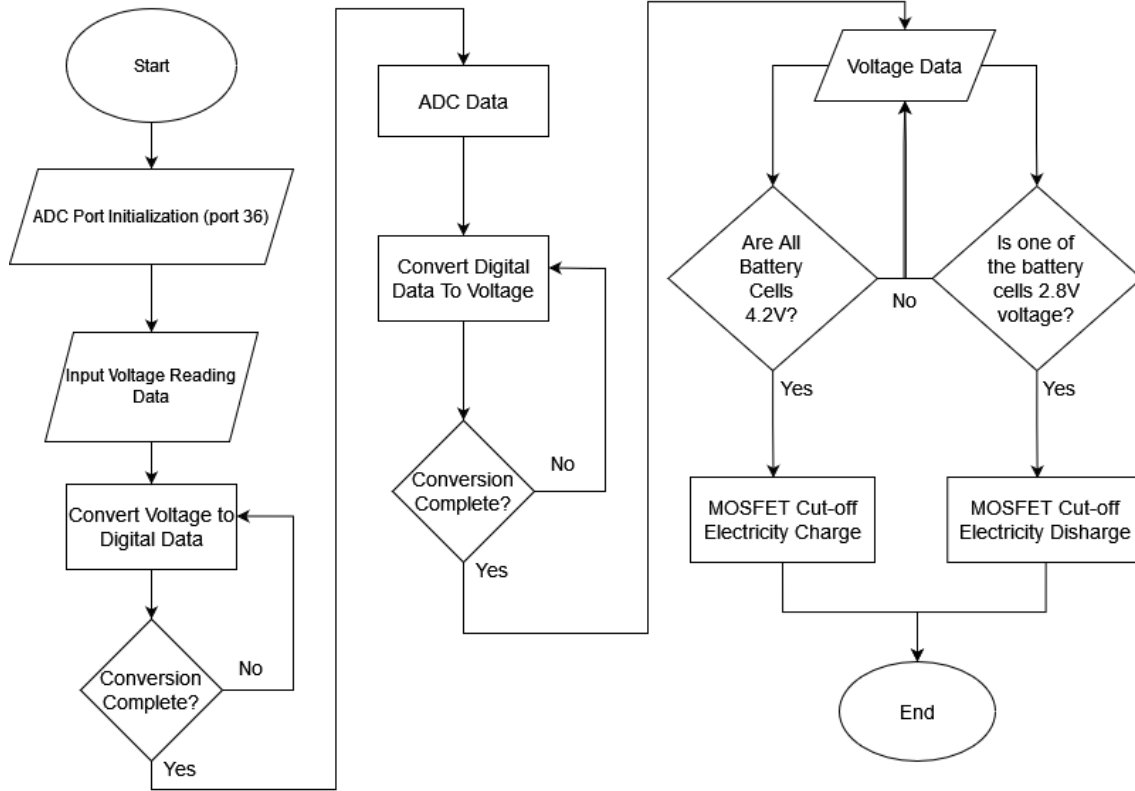 Start
ADC Port Initialization (port 36)
Input Voltage Reading
Data
Convert Voltage to
Digital Data
Conversion
Complete?
No
Yes
ADC Data
Convert Digital
Data To Voltage
Conversion
Complete?
No
Yes
Voltage Data
Are All
Battery
Cells
4.2V?
No
Is one of
the battery
cells 2.8V
voltage?
Yes
Yes
MOSFET Cut-off
Electricity Charge
MOSFET Cut-off
Electricity Disharge
End